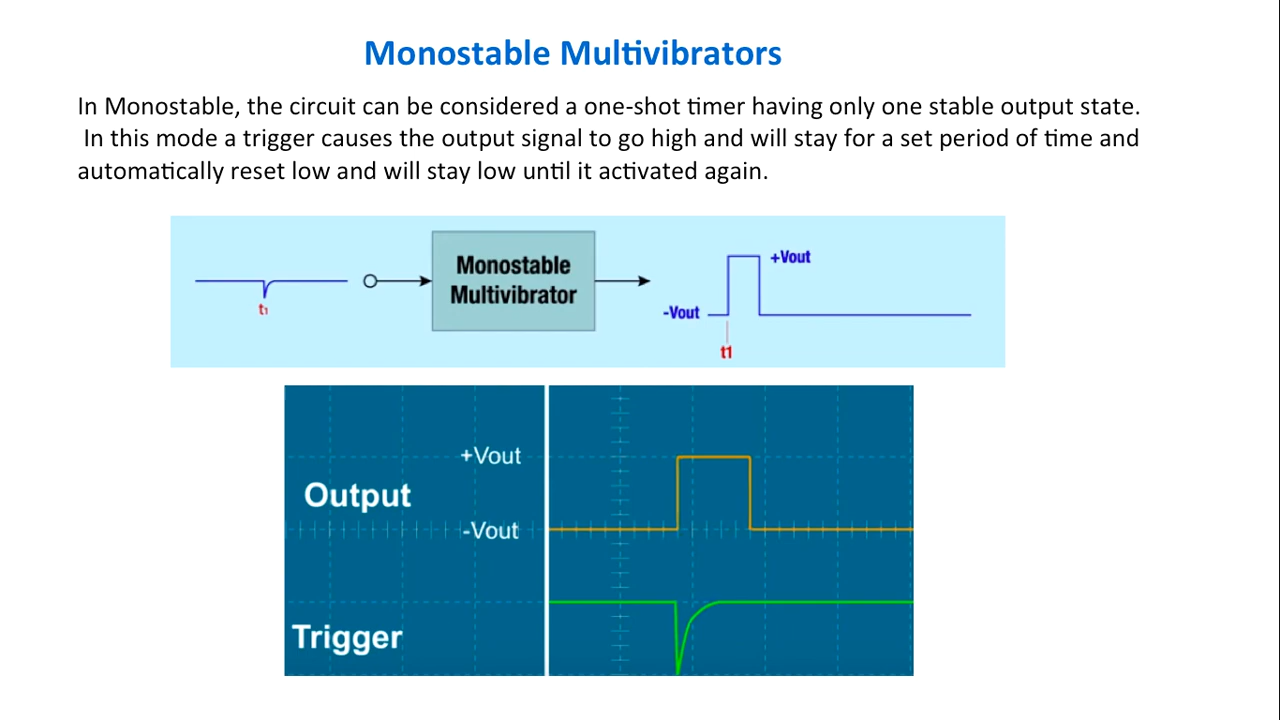 Monostable Multivibrators
In Monostable, the circuit can be considered a one-shot timer having only one stable output state.
In this mode a trigger causes the output signal to go high and will stay for a set period of time and
automatically reset low and will stay low until it activated again.
Monostable
Multivibrator
t1
+Vout
-Vout
t1
+Vout
Output
-Vout
Trigger